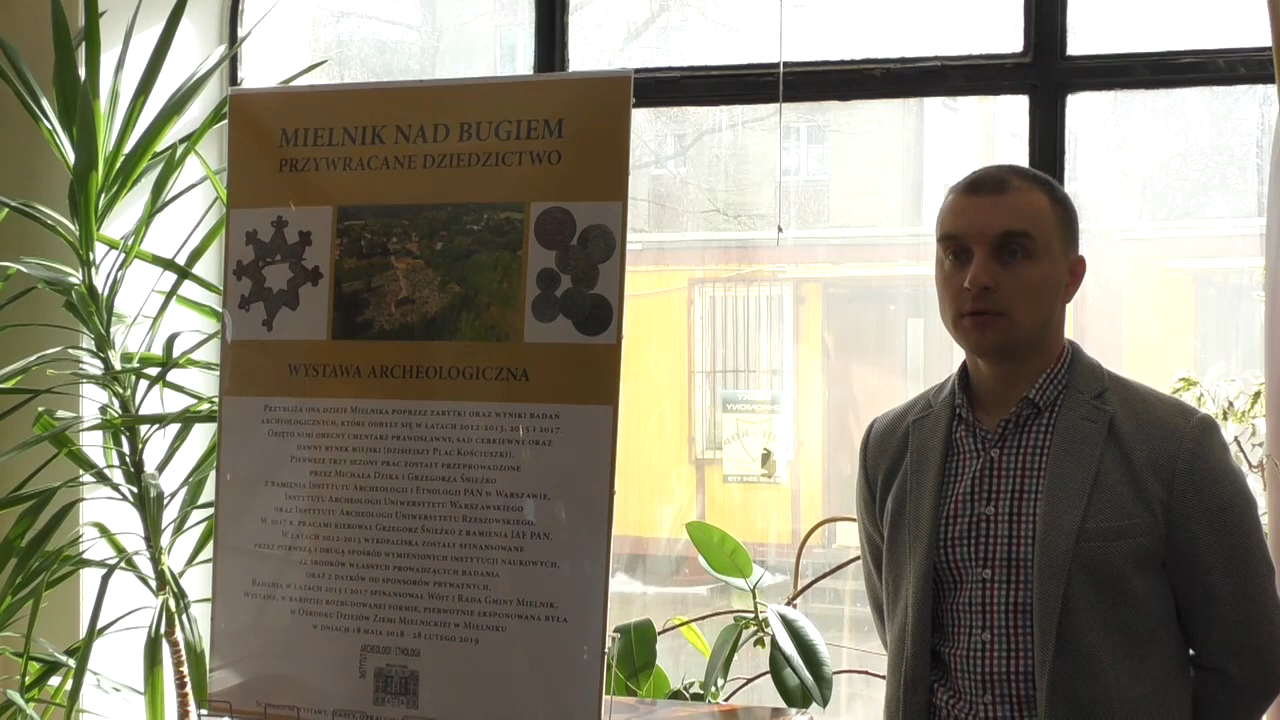 MIELNIK NAD BUGIEM
PRZYWRACANE DZIEDZICTWO
WYSTAWA ARCHEOLOGICZNA
PRZYBLIŻA ONA DZIEJE MIELNIKA POPRZEZ ZABYTKI ORAZ WYNIKI BADAŃ
ARCHEOLOGICZNYCH, KTÓRE ODBYŁY SIĘ W LATACH 2012-2013, 2015 I 2017.
OBJĘTO NIMI OBECNY CMENTARZ PRAWOSŁAWNY, SAD CERKIEWNY ORAZ
DAWNY RYNEK MIEJSKI (DZISIEJSZY PLAC KOŚCIUSZKI).
PIERWSZE TRZY SEZONY PRAC ZOSTAŁY PRZEPROWADZONE
PRZEZ MICHAŁA DZIKA I GRZEGORZA ŚNIEŻKO
Z RAMIENIA INSTYTUTU ARCHEOLOGII I ETNOLOGII PAN W WARSZAWIE,
INSTYTUTU ARCHEOLOGII UNIWERSYTETU WARSZAWSKIEGO
ORAZ INSTYTUTU ARCHEOLOGII UNIWERSYTETU RZESZOWSKIEGO.
W 2017 R. PRACAMI KIEROWAŁ GRZEGORZ ŚNIEŻKO Z RAMIENIA IAE PAN.
W LATACH 2012-2013 WYKOPALISKA ZOSTAŁY SFINANSOWANE
PRZEZ PIERWSZĄ I DRUGĄ SPOŚRÓD WYMIENIONYCH INSTYTUCJI NAUKOWYCH,
ZE ŚRODKÓW WŁASNYCH PROWADZĄCYCH BADANIA
ORAZ Z DATKÓW OD SPONSORÓW PRYWATNYCH.
BADANIA W LATACH 2015 I 2017 SFINANSOWAŁ WÓJT I RADA GMINY MIELNIK.
WYSTAWA, W BARDZIEJ ROZBUDOWANEJ FORMIE, PIERWOTNIE EKSPONOWANA BYŁA
W OŚRODKU DZIEJÓW ZIEMI MIELNICKIEJ W MIELNIKU
W DNIACH 18 MAJA 2018 - 28 LUTEGO 2019
INSTYTUT
ARCHEOLOGII I ETNOLOGII
OBIEKT
CHRONIONY